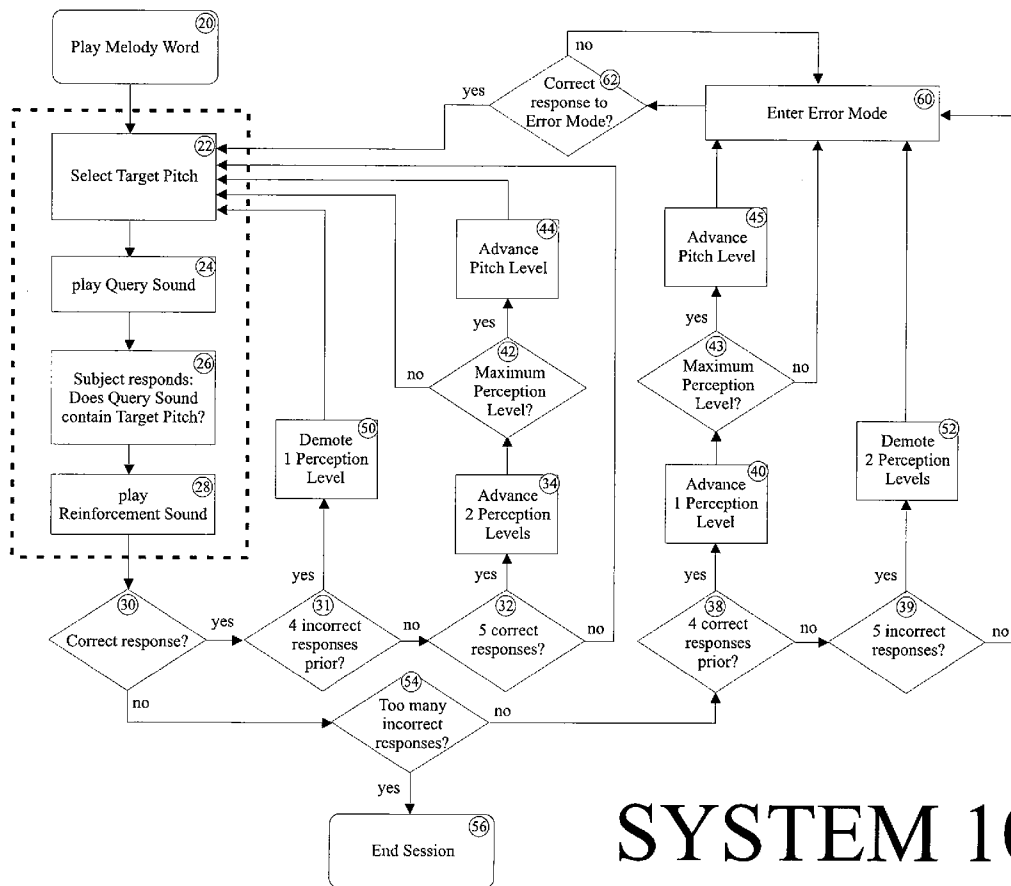 20
Play Melody Word
22
Select Target Pitch
24
play Query Sound
26
Subject responds:
Does Query Sound
contain Target Pitch?
28
play
Reinforcement Sound
30
Correct response?
yes
no
31
4 incorrect
responses
prior?
yes
no
50
Demote
1 Perception
Level
32
5 correct
responses?
yes
no
34
Advance
2 Perception
Levels
42
Maximum
Perception
Level?
yes
no
44
Advance
Pitch Level
54
Too many
incorrect
responses?
no
yes
56
End Session
38
4 correct
responses
prior?
yes
no
40
Advance
1 Perception
Level
43
Maximum
Perception
Level?
yes
no
45
Advance
Pitch Level
39
5 incorrect
responses?
yes
no
52
Demote
2 Perception
Levels
60
Enter Error Mode
62
Correct
response to
Error Mode?
yes
no
SYSTEM 10